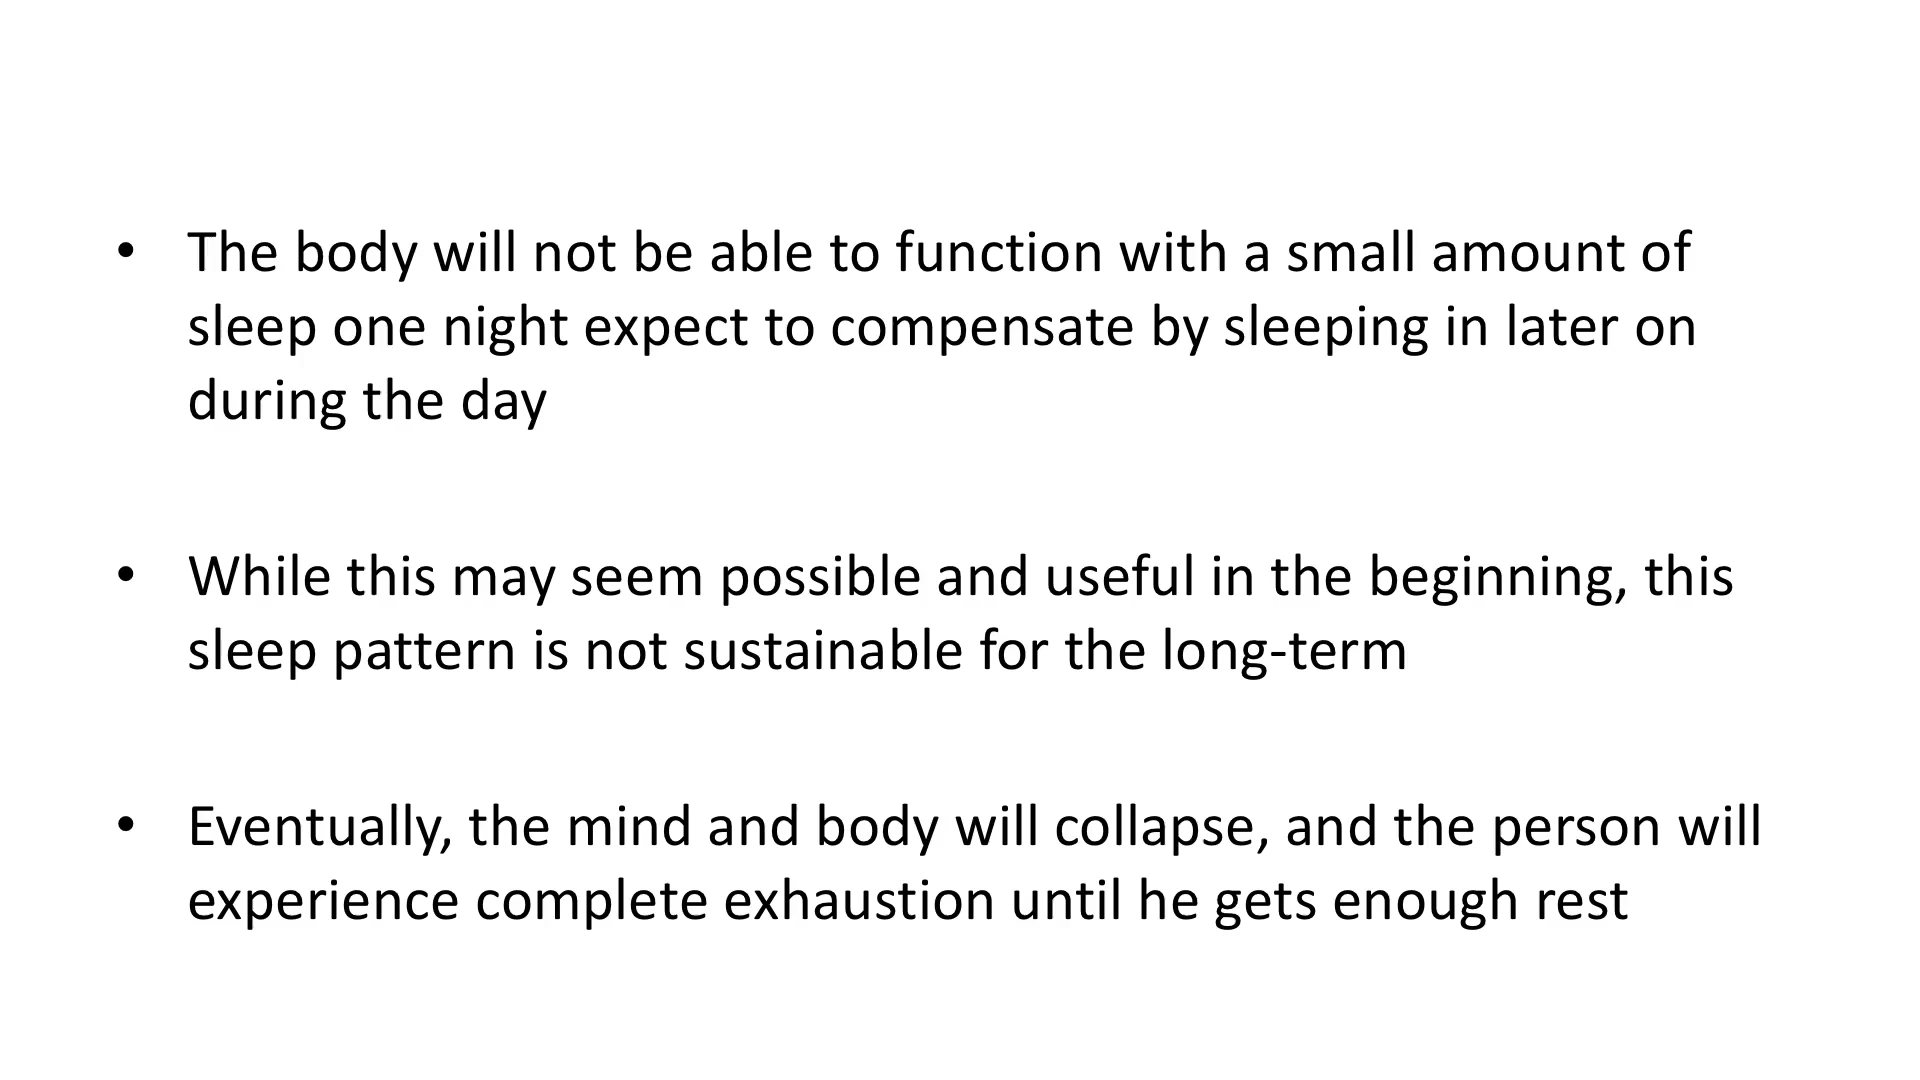 • The body will not be able to function with a small amount of
sleep one night expect to compensate by sleeping in later on
during the day
• While this may seem possible and useful in the beginning, this
sleep pattern is not sustainable for the long-term
• Eventually, the mind and body will collapse, and the person will
experience complete exhaustion until he gets enough rest